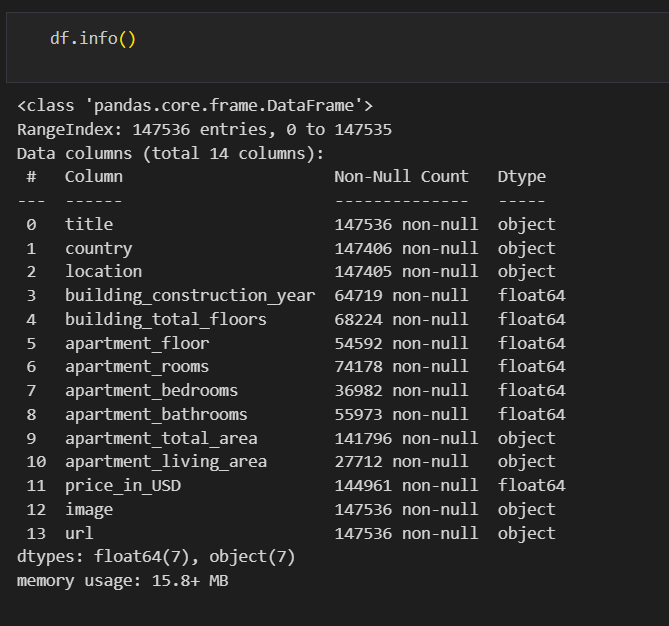 df.info()
<class 'pandas.core.frame.DataFrame'>
RangeIndex: 147536 entries, 0 to 147535
Data columns (total 14 columns):
 #   Column                      Non-Null Count   Dtype
---  ------                      --------------   -----
 0   title                       147536 non-null  object
 1   country                     147406 non-null  object
 2   location                    147405 non-null  object
 3   building_construction_year  64719 non-null   float64
 4   building_total_floors       68224 non-null   float64
 5   apartment_floor             54592 non-null   float64
 6   apartment_rooms             74178 non-null   float64
 7   apartment_bedrooms          36982 non-null   float64
 8   apartment_bathrooms         55973 non-null   float64
 9   apartment_total_area        141796 non-null  object
 10  apartment_living_area       27712 non-null   object
 11  price_in_USD                144961 non-null  float64
 12  image                       147536 non-null  object
 13  url                         147536 non-null  object
dtypes: float64(7), object(7)
memory usage: 15.8+ MB